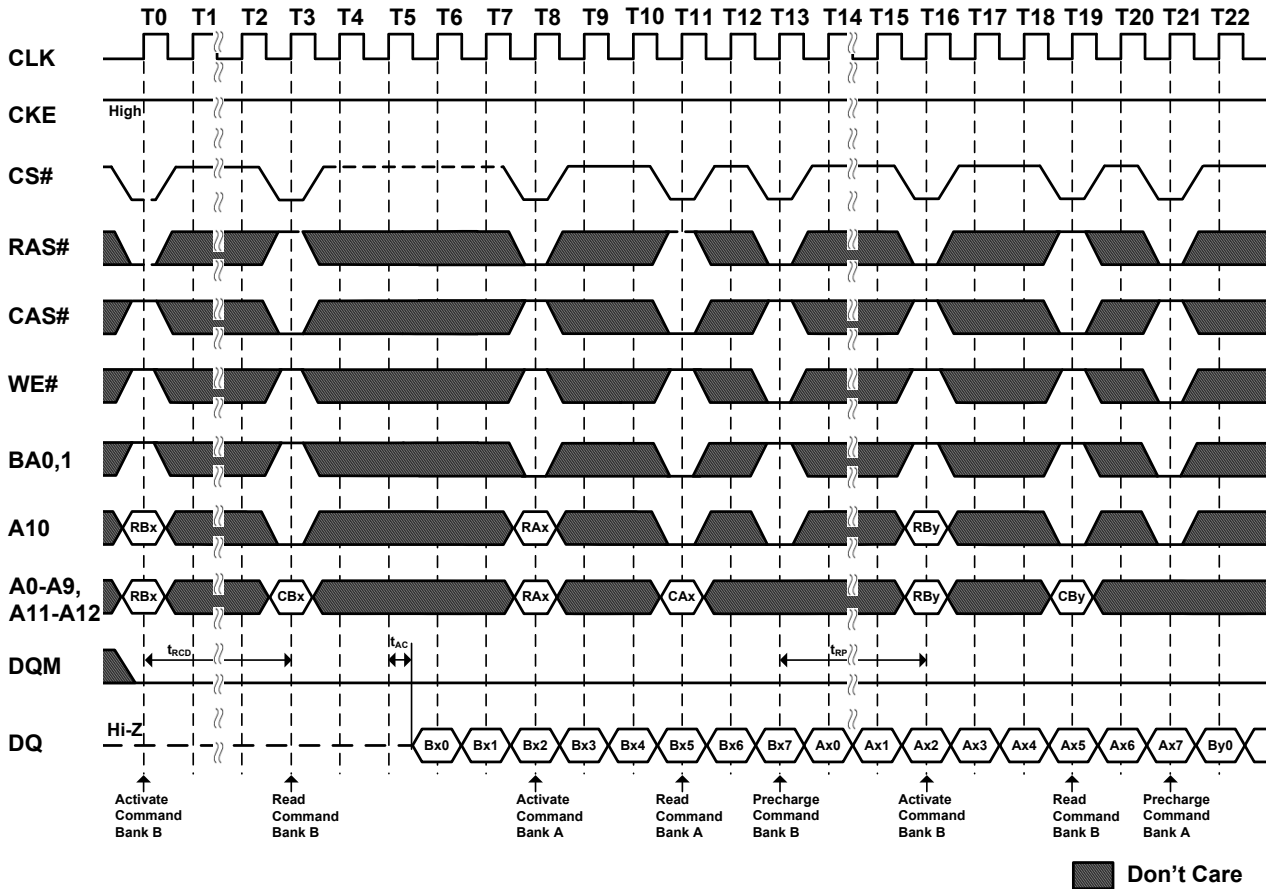 T0 T1 T2 T3 T4 T5 T6 T7 T8 T9 T10 T11 T12 T13 T14 T15 T16 T17 T18 T19 T20 T21 T22
CLK
CKE High
CS#
RAS#
CAS#
WE#
BA0,1
A10 RBx RAx RBy
A0-A9,
A11-A12 RBx CBx RAx CAx RBy CBy
DQM tRCD tAC tRP
Hi-Z
DQ Bx0 Bx1 Bx2 Bx3 Bx4 Bx5 Bx6 Bx7 Ax0 Ax1 Ax2 Ax3 Ax4 Ax5 Ax6 Ax7 By0
Activate
Command
Bank B
Read
Command
Bank B
Activate
Command
Bank A
Read
Command
Bank A
Precharge
Command
Bank B
Activate
Command
Bank B
Read
Command
Bank B
Precharge
Command
Bank A
Don't Care